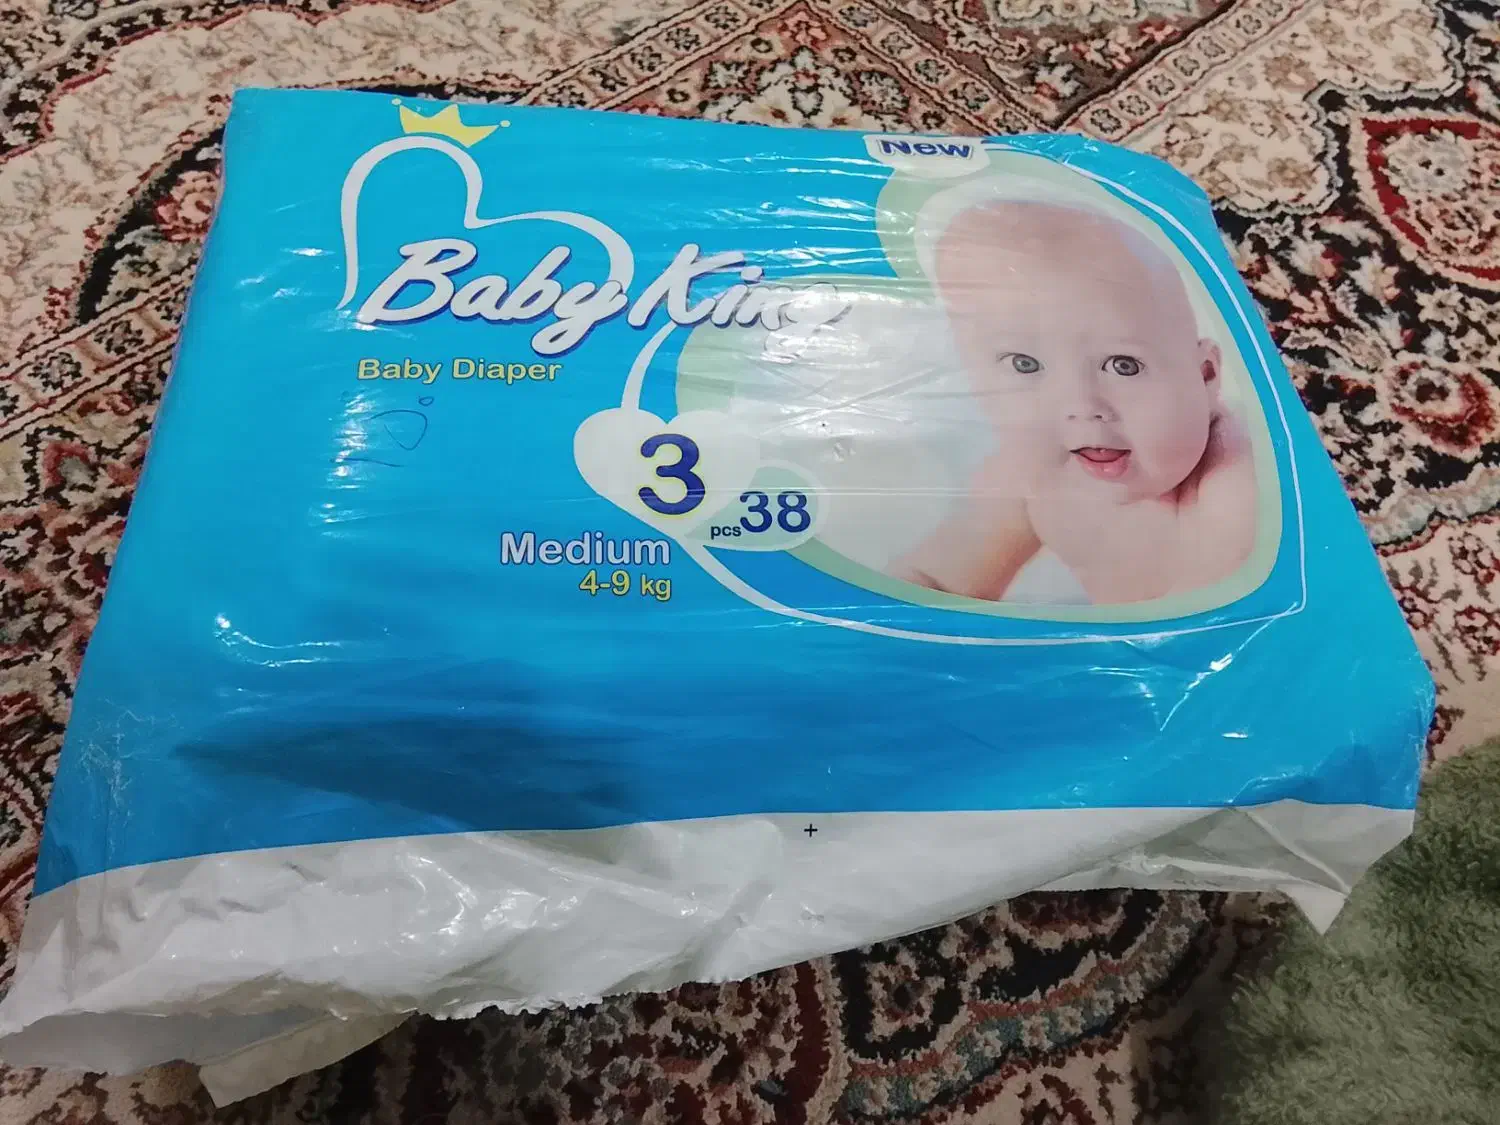 New
Baby King
Baby Diaper
3
pcs 38
Medium
4-9 kg